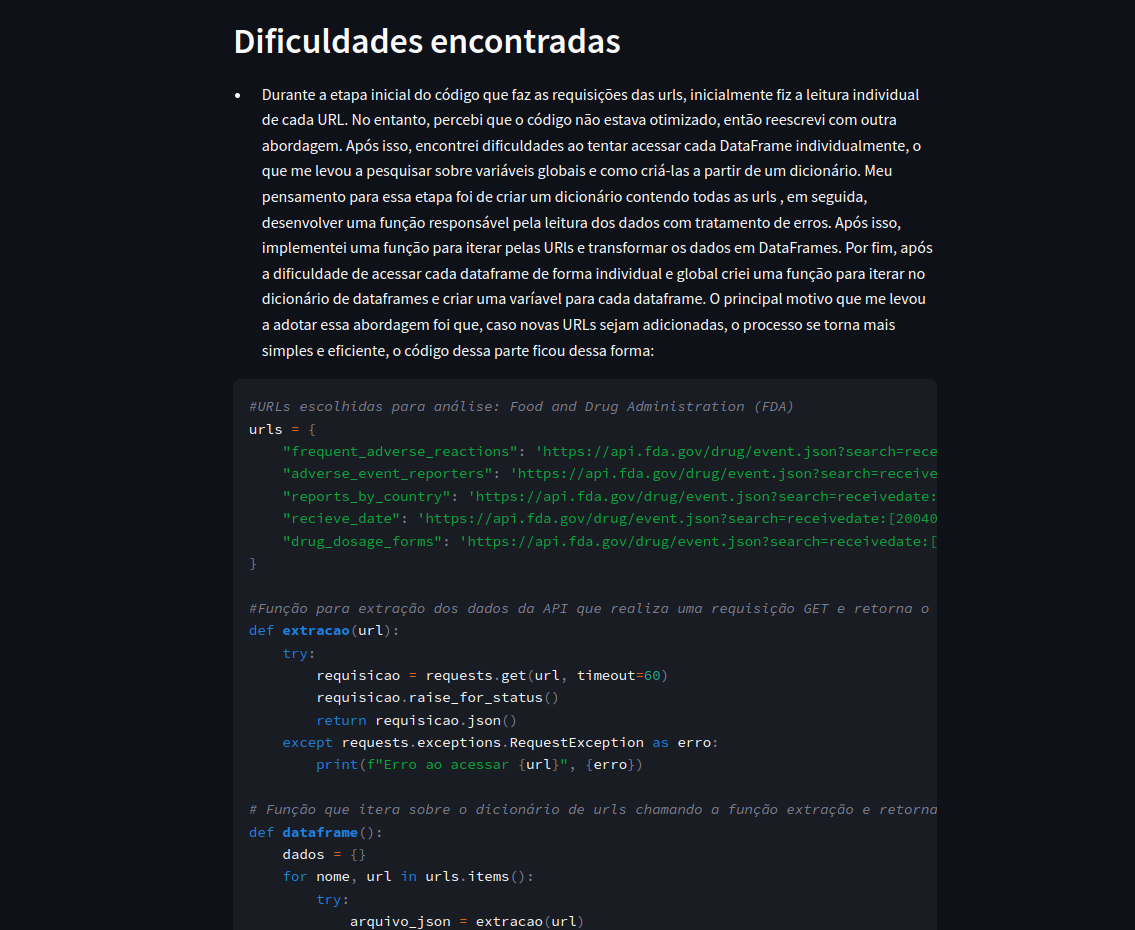 Dificuldades encontradas
• Durante a etapa inicial do código que faz as requisições das urls, inicialmente fiz a leitura individual
de cada URL. No entanto, percebi que o código não estava otimizado, então reescrevi com outra
abordagem. Após isso, encontrei dificuldades ao tentar acessar cada DataFrame individualmente, o
que me levou a pesquisar sobre variáveis globais e como criá-las a partir de um dicionário. Meu
pensamento para essa etapa foi de criar um dicionário contendo todas as urls , em seguida,
desenvolver uma função responsável pela leitura dos dados com tratamento de erros. Após isso,
implementei uma função para iterar pelas URls e transformar os dados em DataFrames. Por fim, após
a dificuldade de acessar cada dataframe de forma individual e global criei uma função para iterar no
dicionário de dataframes e criar uma varíavel para cada dataframe. O principal motivo que me levou
a adotar essa abordagem foi que, caso novas URLs sejam adicionadas, o processo se torna mais
simples e eficiente, o código dessa parte ficou dessa forma:
#URLs escolhidas para análise: Food and Drug Administration (FDA)
urls = {
    "frequent_adverse_reactions": 'https://api.fda.gov/drug/event.json?search=rece
    "adverse_event_reporters": 'https://api.fda.gov/drug/event.json?search=receive
    "reports_by_country": 'https://api.fda.gov/drug/event.json?search=receivedate:
    "recieve_date": 'https://api.fda.gov/drug/event.json?search=receivedate:[20040
    "drug_dosage_forms": 'https://api.fda.gov/drug/event.json?search=receivedate:[
}
#Função para extração dos dados da API que realiza uma requisição GET e retorna o
def extracao(url):
    try:
        requisicao = requests.get(url, timeout=60)
        requisicao.raise_for_status()
        return requisicao.json()
    except requests.exceptions.RequestException as erro:
        print(f"Erro ao acessar {url}", {erro})
# Função que itera sobre o dicionário de urls chamando a função extração e retorna
def dataframe():
    dados = {}
    for nome, url in urls.items():
        try:
            arquivo_json = extracao(url)